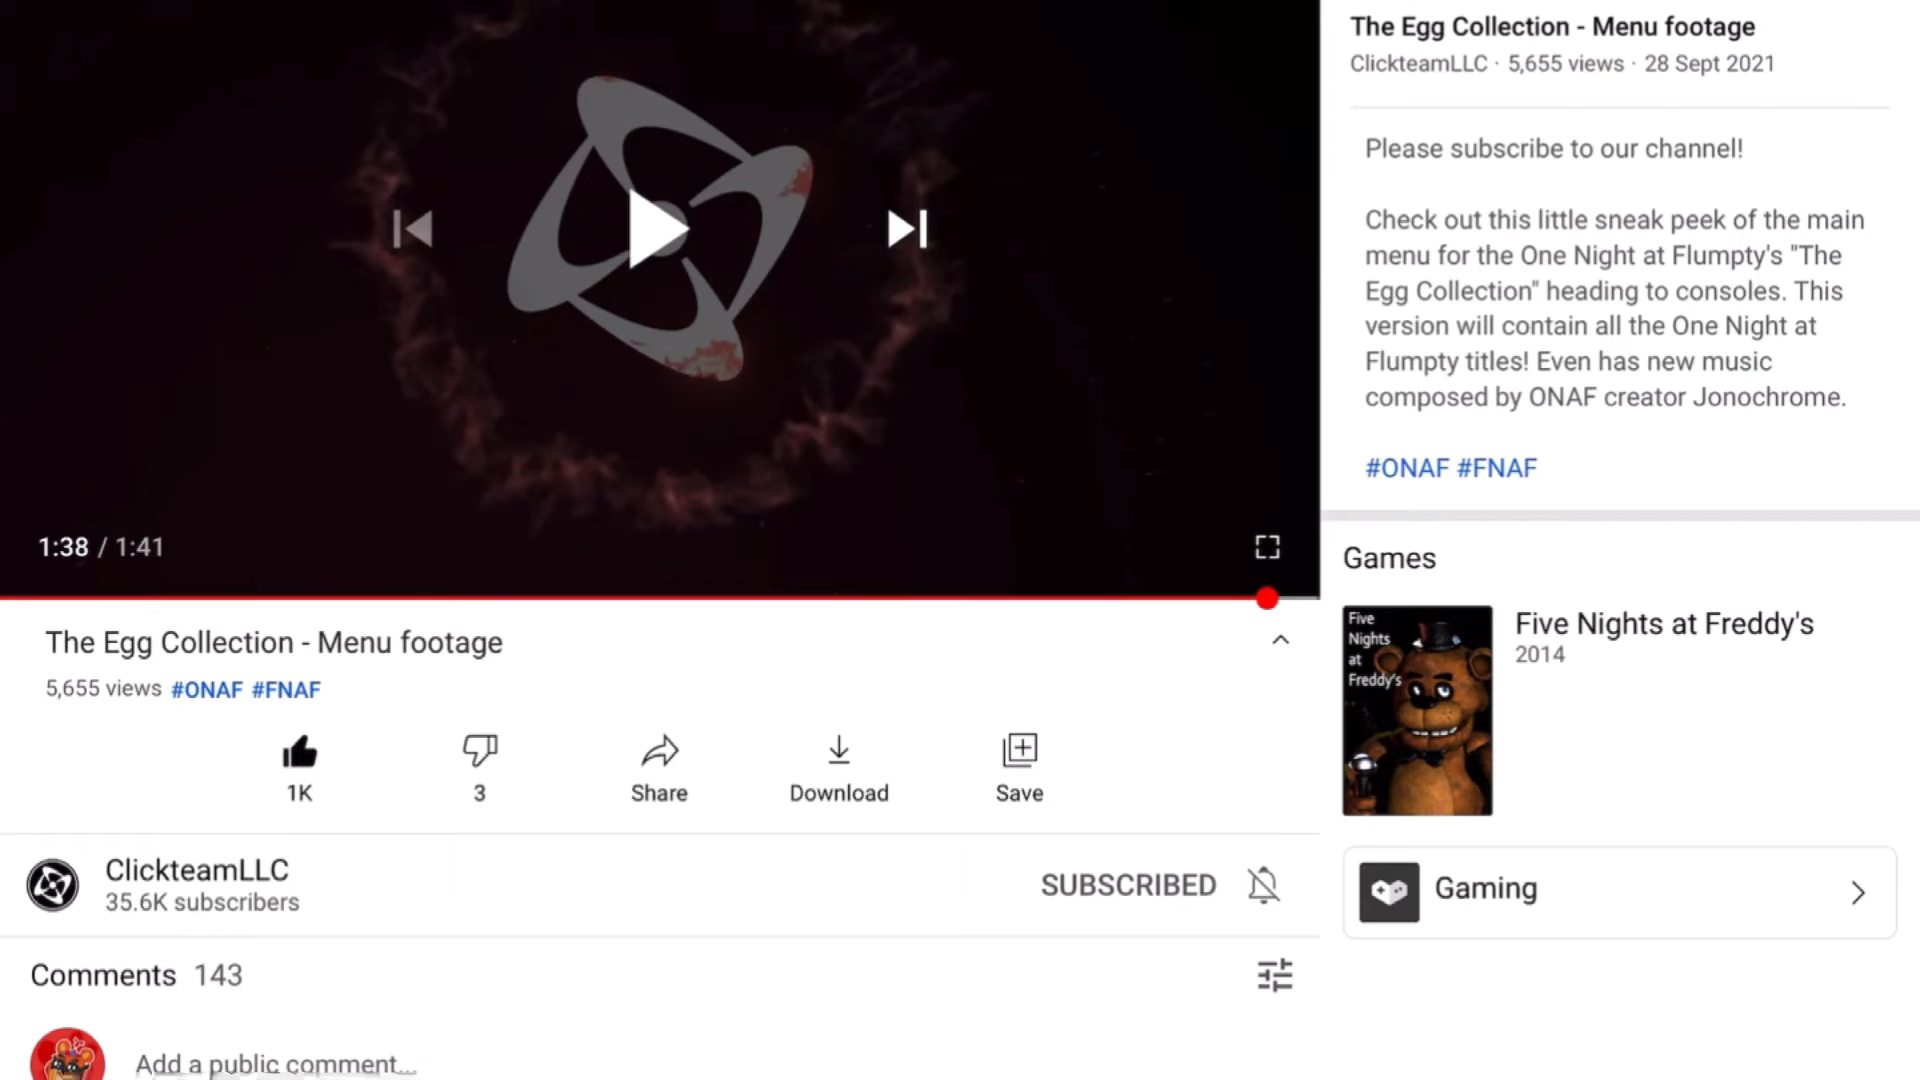 The Egg Collection - Menu footage
ClickteamLLC · 5,655 views · 28 Sept 2021
Please subscribe to our channel!
Check out this little sneak peek of the main
menu for the One Night at Flumpty's "The
Egg Collection" heading to consoles. This
version will contain all the One Night at
Flumpty titles! Even has new music
composed by ONAF creator Jonochrome.
#ONAF #FNAF
1:38 / 1:41
Games
Five
Nights
at
Freddy's
Five Nights at Freddy's
2014
The Egg Collection - Menu footage
5,655 views #ONAF #FNAF
1K
3
Share
Download
Save
ClickteamLLC
35.6K subscribers
SUBSCRIBED
Gaming
Comments 143
Add a public comment...